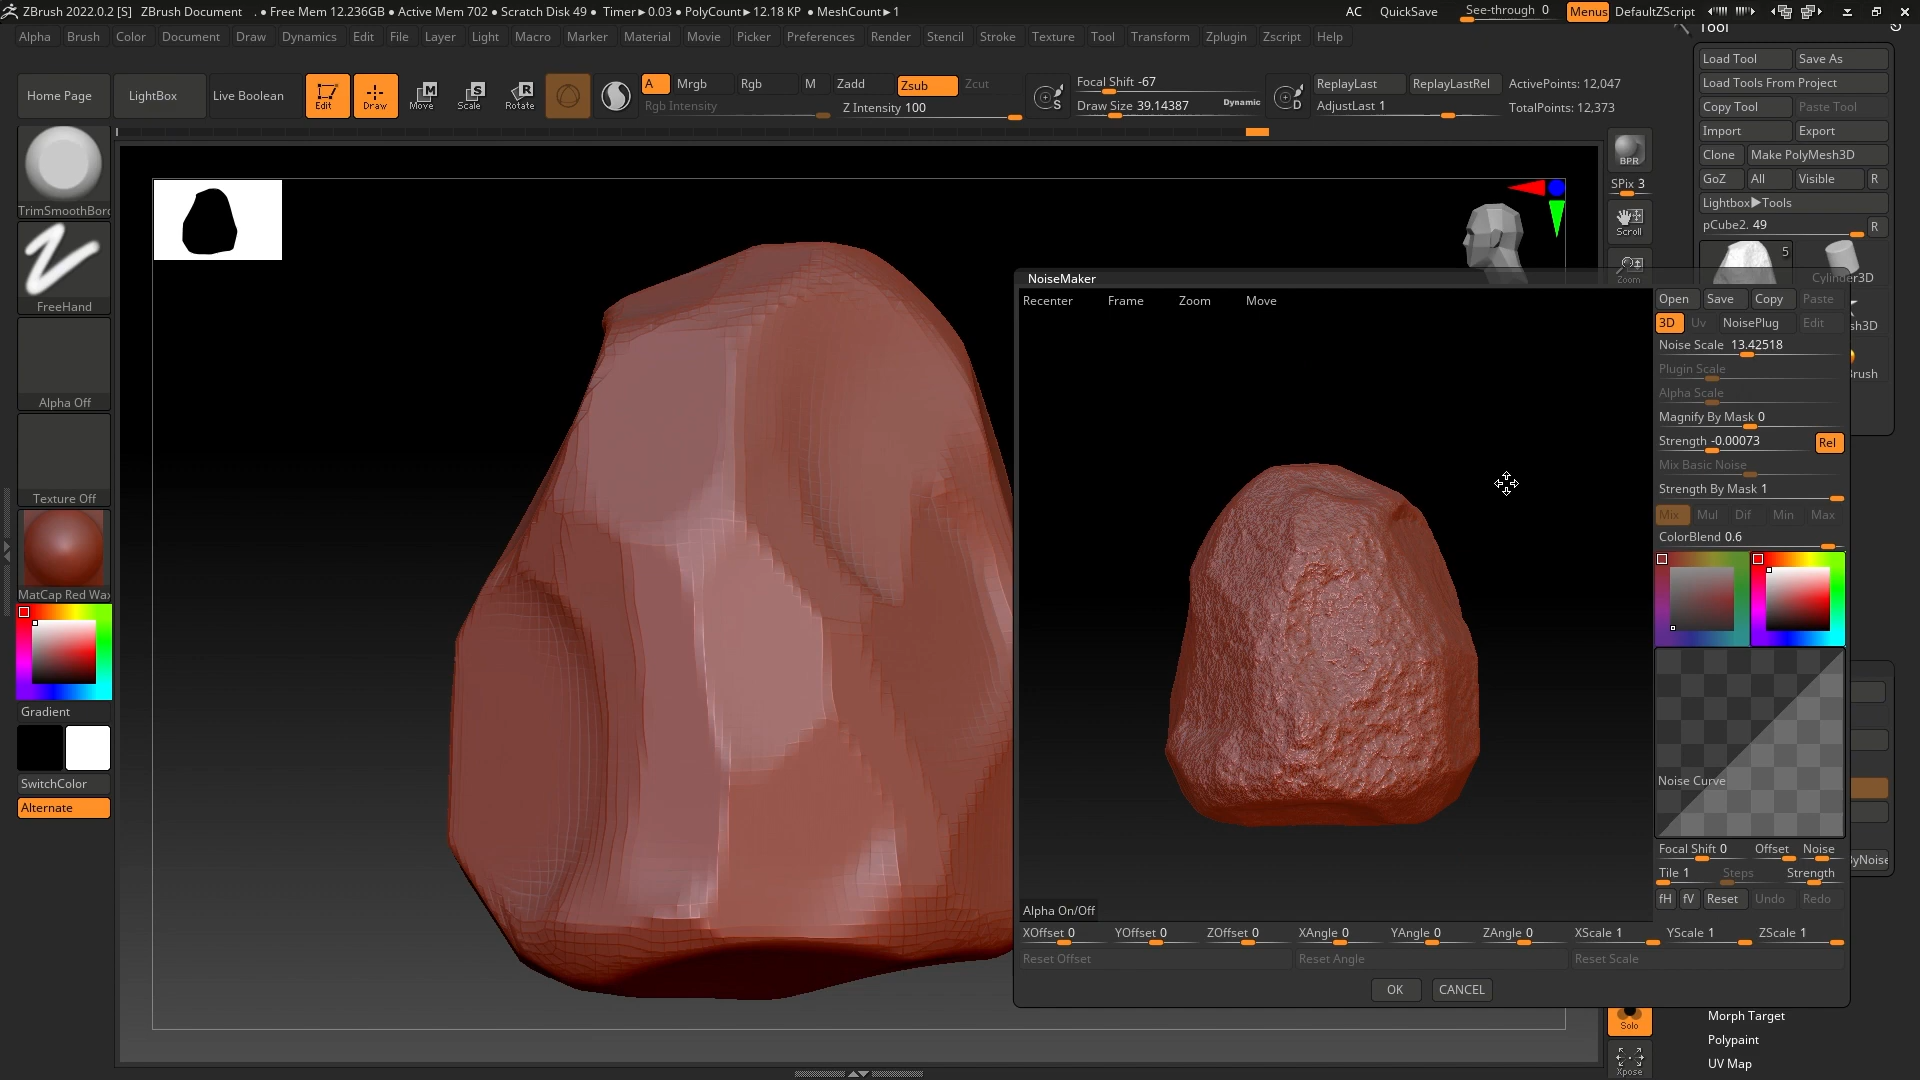 ZBrush 2022.0.2 [S] ZBrush Document . • Free Mem 12.236GB • Active Mem 702 • Scratch Disk 49 • Timer►0.03 • PolyCount►12.18 KP • MeshCount►1 AC QuickSave See-through 0 Menus DefaultZScript
Alpha Brush Color Document Draw Dynamics Edit File Layer Light Macro Marker Material Movie Picker Preferences Render Stencil Stroke Texture Tool Transform Zplugin Zscript Help
Tool
Load Tool Save As
Load Tools From Project
Copy Tool Paste Tool
Import Export
Clone Make PolyMesh3D
GoZ All Visible R
Lightbox►Tools
pCube2. 49 R
5
Cylinder3D
Home Page LightBox Live Boolean Edit Draw Move Scale Rotate
A Mrgb Rgb M Zadd Zsub Zcut
Rgb Intensity Z Intensity 100
Focal Shift -67
Draw Size 39.14387 Dynamic
S D
ReplayLast ReplayLastRel
AdjustLast 1
ActivePoints: 12,047
TotalPoints: 12,373
TrimSmoothBord
FreeHand
Alpha Off
Texture Off
MatCap Red Wax
Gradient
SwitchColor
Alternate
BPR
SPix 3
Scroll
Zoom
NoiseMaker
Recenter Frame Zoom Move
Open Save Copy Paste
3D Uv NoisePlug Edit
Noise Scale 13.42518
Plugin Scale
Alpha Scale
Magnify By Mask 0
Strength -0.00073 Rel
Mix Basic Noise
Strength By Mask 1
Mix Mul Dif Min Max
ColorBlend 0.6
Noise Curve
Focal Shift 0 Offset Noise
Tile 1 Steps Strength
fH fV Reset Undo Redo
Alpha On/Off
XOffset 0 YOffset 0 ZOffset 0 XAngle 0 YAngle 0 ZAngle 0 XScale 1 YScale 1 ZScale 1
Reset Offset Reset Angle Reset Scale
OK CANCEL
Solo
Xpose
Morph Target
Polypaint
UV Map